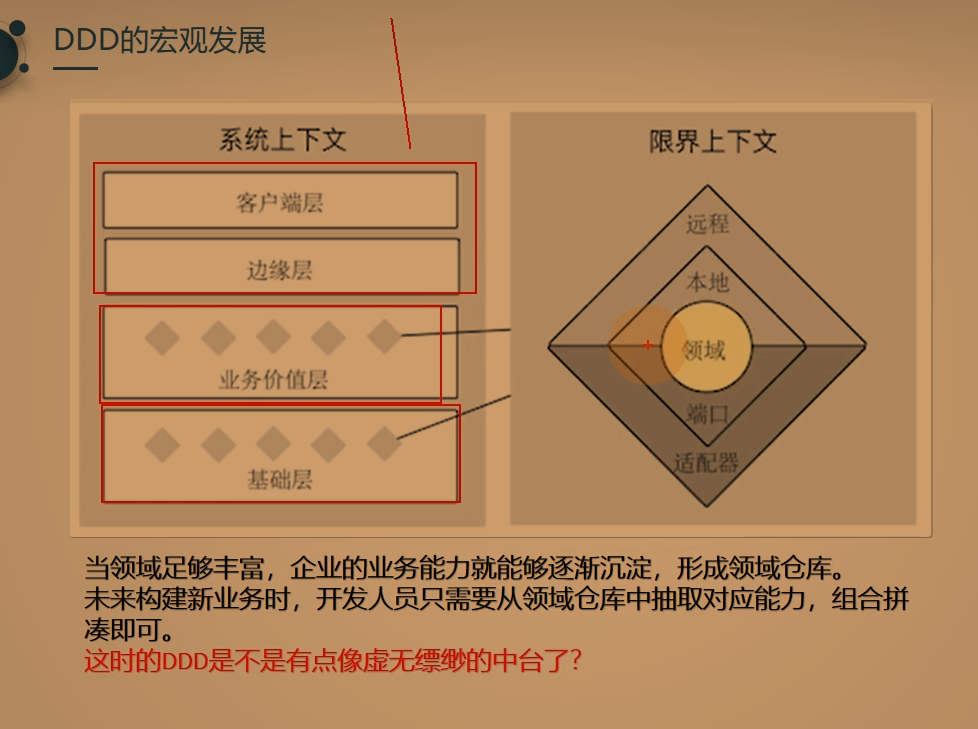 DDD的宏观发展
系统上下文
客户端层
边缘层
业务价值层
基础层
限界上下文
远程
本地
领域
端口
适配器
当领域足够丰富，企业的业务能力就能够逐渐沉淀，形成领域仓库。
未来构建新业务时，开发人员只需要从领域仓库中抽取对应能力，组合拼
凑即可。
这时的DDD是不是有点像虚无缥缈的中台了？